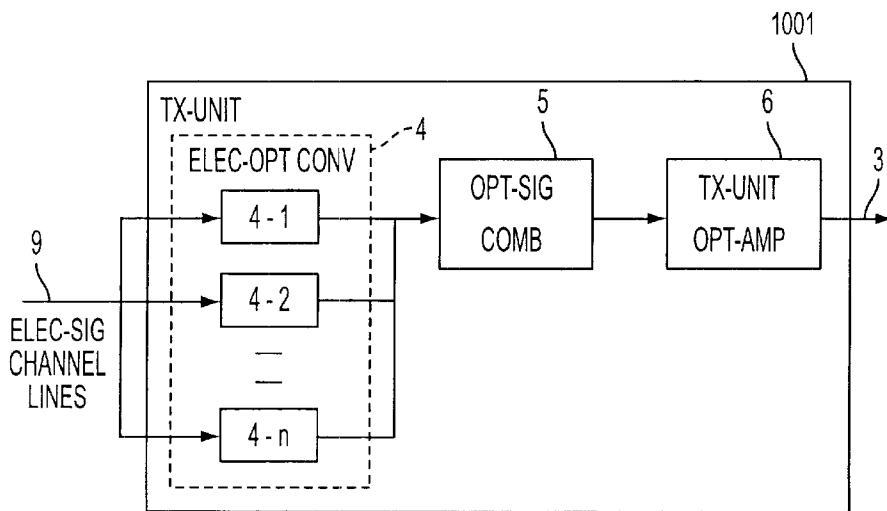 1001
TX-UNIT
4
ELEC-OPT CONV
5
6
4-1
OPT-SIG
COMB
TX-UNIT
OPT-AMP
3
9
4-2
ELEC-SIG
CHANNEL
LINES
4-n